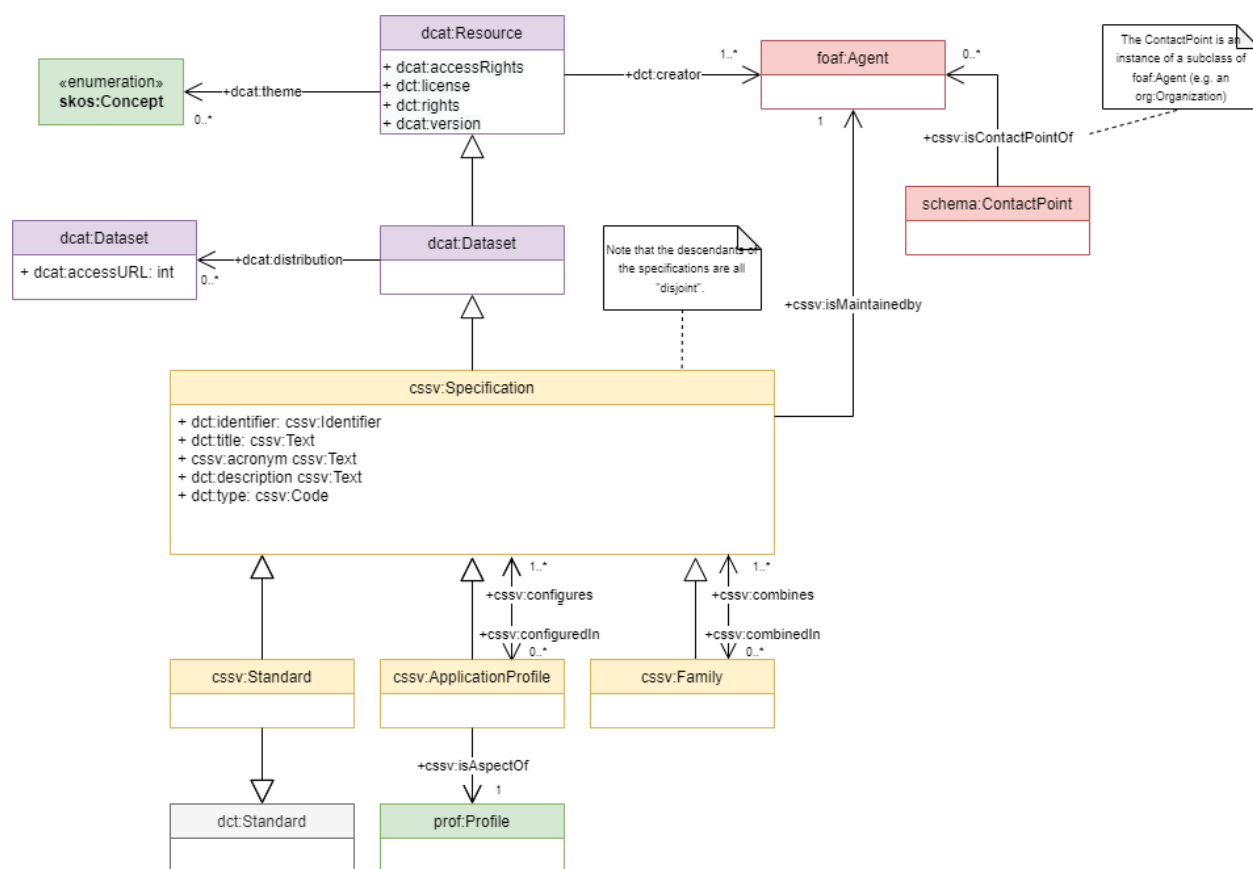 dcat:Resource
+ dcat:accessRights
+ dct:license
+ dct:rights
+ dcat:version
«enumeration»
skos:Concept
+dcat:theme
0..*
+dct:creator
1..*
foaf:Agent
0..*
1
The ContactPoint is an
instance of a subclass of
foaf:Agent (e.g. an
org:Organization)
+cssv:isContactPointOf
schema:ContactPoint
dcat:Dataset
+ dcat:accessURL: int
+dcat:distribution
0..*
dcat:Dataset
Note that the descendants of
the specifications are all
"disjoint".
+cssv:isMaintainedby
cssv:Specification
+ dct:identifier: cssv:Identifier
+ dct:title: cssv:Text
+ cssv:acronym cssv:Text
+ dct:description cssv:Text
+ dct:type: cssv:Code
1..*
+cssv:configures
+cssv:configuredIn
0..*
1..*
+cssv:combines
+cssv:combinedIn
0..*
cssv:Standard
cssv:ApplicationProfile
cssv:Family
+cssv:isAspectOf
1
dct:Standard
prof:Profile